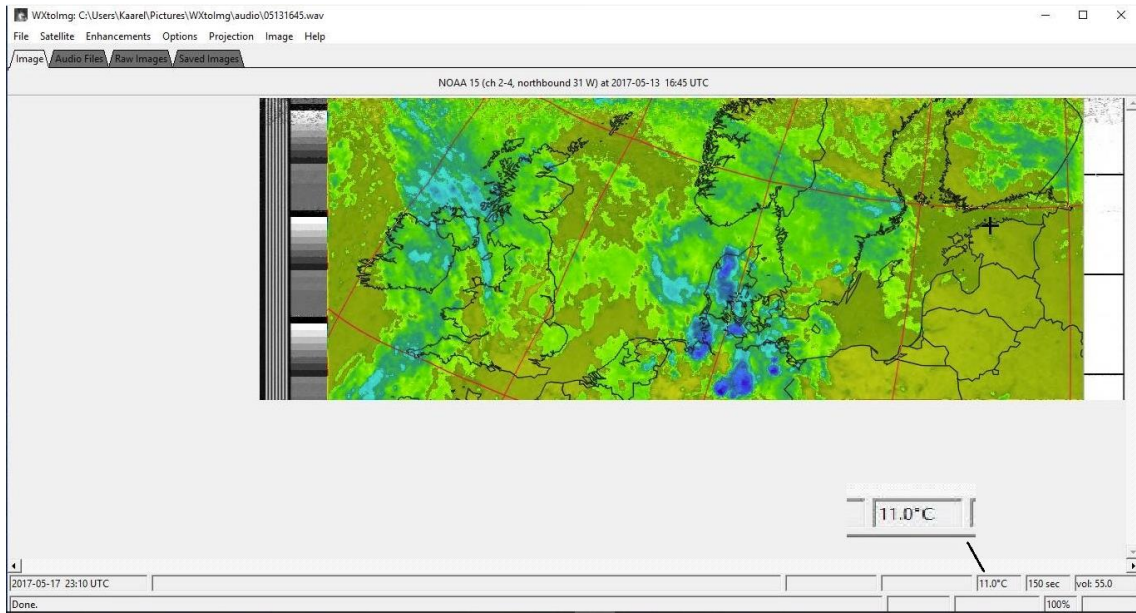 WXtoImg: C:\Users\Kaarel\Pictures\WXtoImg\audio\05131645.wav
File Satellite Enhancements Options Projection Image Help
Image Audio Files Raw Images Saved Images
NOAA 15 (ch 2-4, northbound 31 W) at 2017-05-13 16:45 UTC
11.0°C
2017-05-17 23:10 UTC 11.0°C 150 sec vol: 55.0
Done. 100%